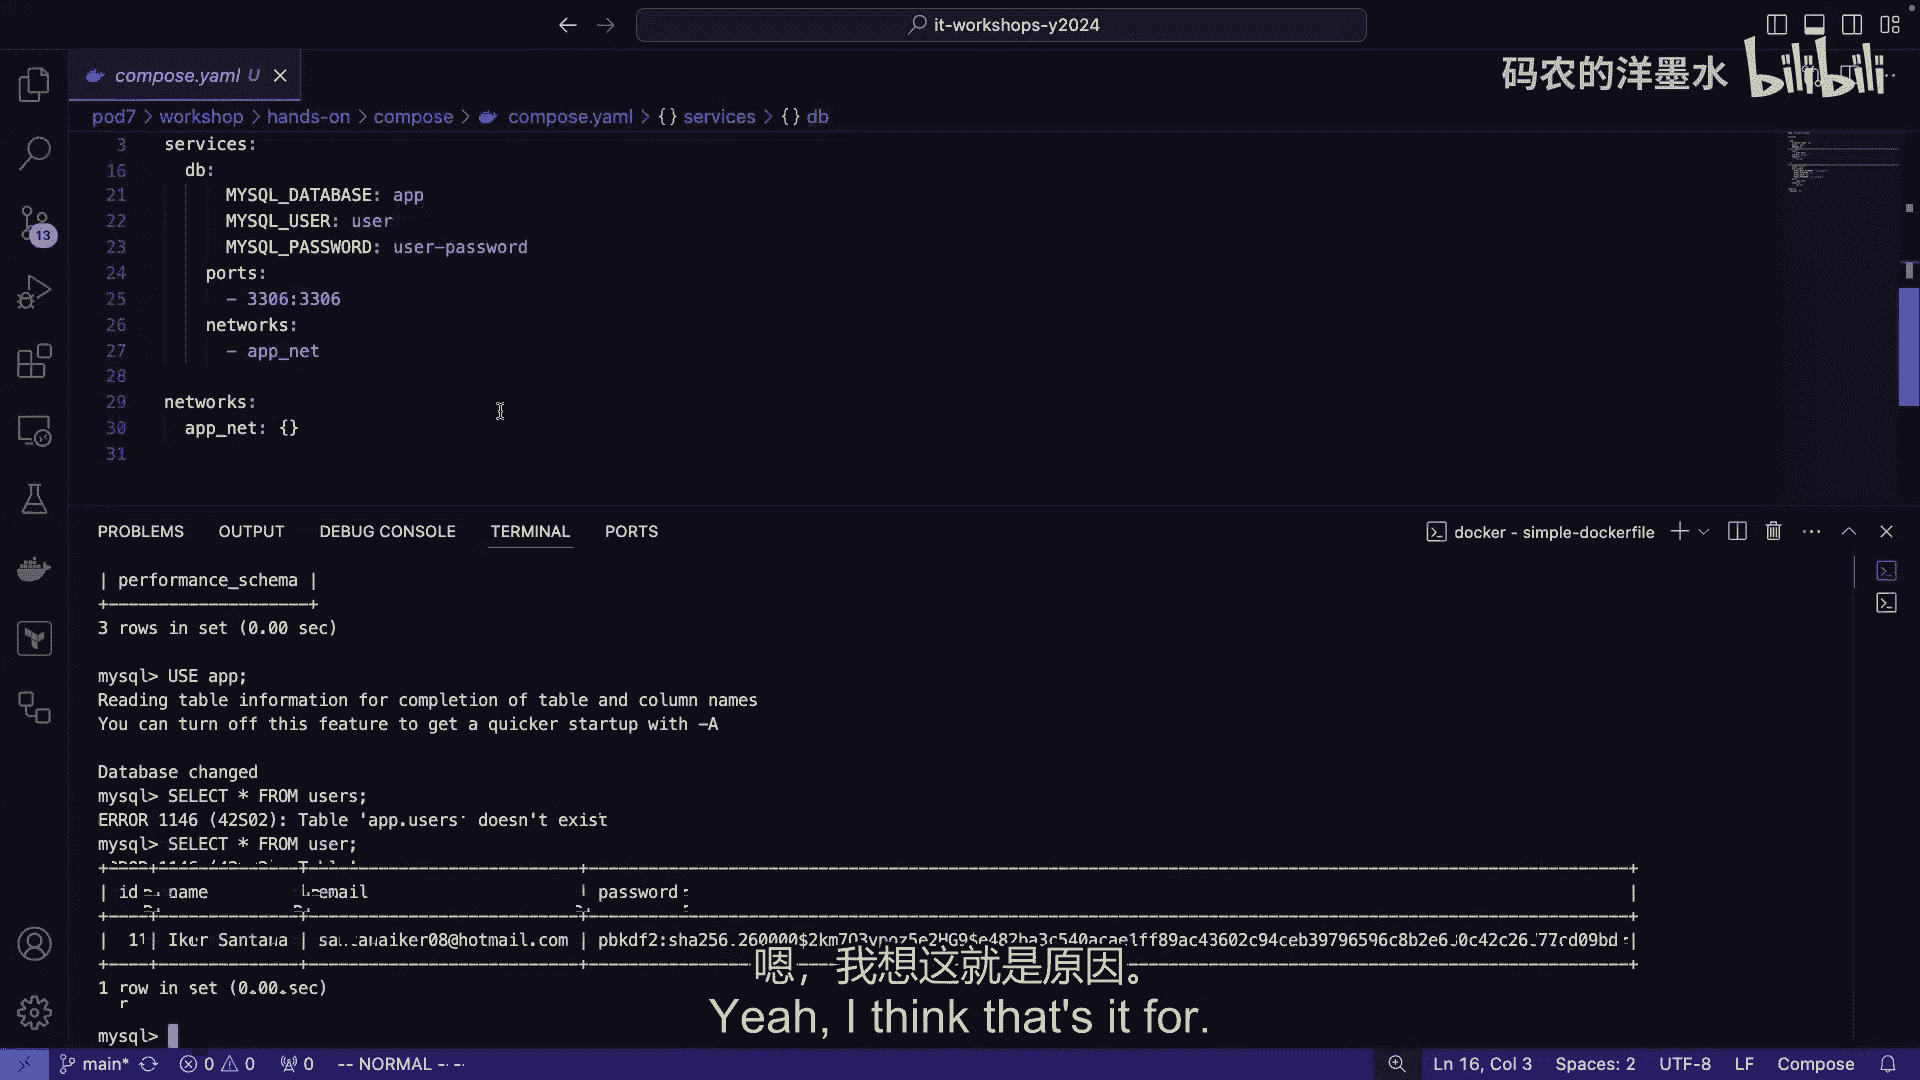 it-workshops-y2024
compose.yaml U
码农的洋墨水 bilibili
pod7 > workshop > hands-on > compose > compose.yaml > {} services > {} db
3 services:
16 db:
21 MYSQL_DATABASE: app
22 MYSQL_USER: user
23 MYSQL_PASSWORD: user-password
24 ports:
25 - 3306:3306
26 networks:
27 - app_net
28
29 networks:
30 app_net: {}
31
PROBLEMS OUTPUT DEBUG CONSOLE TERMINAL PORTS
docker - simple-dockerfile
13
| performance_schema |
+--------------------+
3 rows in set (0.00 sec)
mysql> USE app;
Reading table information for completion of table and column names
You can turn off this feature to get a quicker startup with -A
Database changed
mysql> SELECT * FROM users;
ERROR 1146 (42S02): Table 'app.users' doesn't exist
mysql> SELECT * FROM user;
| id | name | email | password |
Iker Santana
1 row in set (0.00 sec)
mysql>
嗯，我想这就是原因。
Yeah, I think that's it for.
main* 0 0 0 -- NORMAL --
Ln 16, Col 3 Spaces: 2 UTF-8 LF Compose